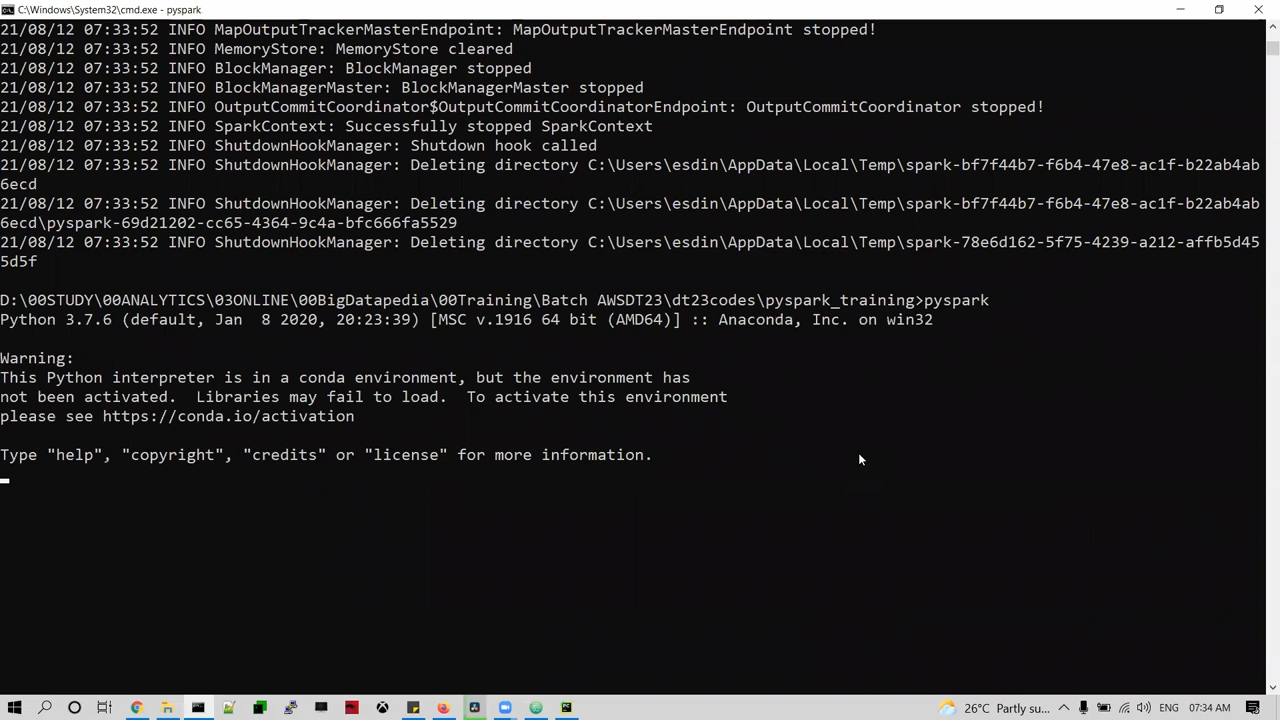 C:\Windows\System32\cmd.exe - pyspark
21/08/12 07:33:52 INFO MapOutputTrackerMasterEndpoint: MapOutputTrackerMasterEndpoint stopped!
21/08/12 07:33:52 INFO MemoryStore: MemoryStore cleared
21/08/12 07:33:52 INFO BlockManager: BlockManager stopped
21/08/12 07:33:52 INFO BlockManagerMaster: BlockManagerMaster stopped
21/08/12 07:33:52 INFO OutputCommitCoordinator$OutputCommitCoordinatorEndpoint: OutputCommitCoordinator stopped!
21/08/12 07:33:52 INFO SparkContext: Successfully stopped SparkContext
21/08/12 07:33:52 INFO ShutdownHookManager: Shutdown hook called
21/08/12 07:33:52 INFO ShutdownHookManager: Deleting directory C:\Users\esdin\AppData\Local\Temp\spark-bf7f44b7-f6b4-47e8-ac1f-b22ab4ab
6ecd
21/08/12 07:33:52 INFO ShutdownHookManager: Deleting directory C:\Users\esdin\AppData\Local\Temp\spark-bf7f44b7-f6b4-47e8-ac1f-b22ab4ab
6ecd\pyspark-69d21202-cc65-4364-9c4a-bfc666fa5529
21/08/12 07:33:52 INFO ShutdownHookManager: Deleting directory C:\Users\esdin\AppData\Local\Temp\spark-78e6d162-5f75-4239-a212-affb5d45
5d5f
D:\00STUDY\00ANALYTICS\03ONLINE\00BigDatapedia\00Training\Batch AWSDT23\dt23codes\pyspark_training>pyspark
Python 3.7.6 (default, Jan  8 2020, 20:23:39) [MSC v.1916 64 bit (AMD64)] :: Anaconda, Inc. on win32
Warning:
This Python interpreter is in a conda environment, but the environment has
not been activated.  Libraries may fail to load.  To activate this environment
please see https://conda.io/activation
Type "help", "copyright", "credits" or "license" for more information.
26°C Partly su... ENG 07:34 AM